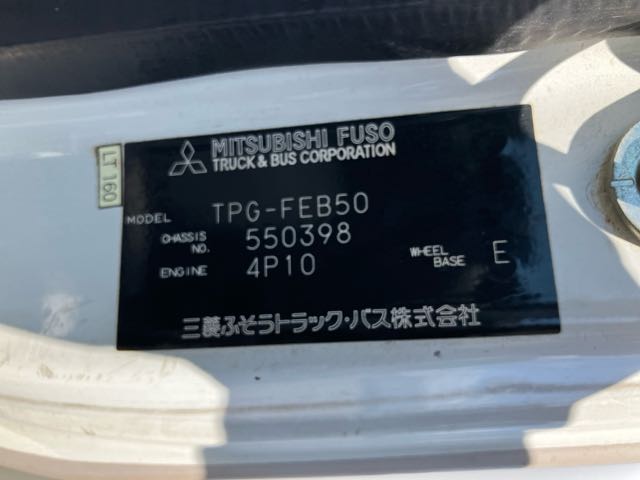 MITSUBISHI FUSO
TRUCK & BUS CORPORATION
LT 160
MODEL TPG-FEB50
CHASSIS NO. 550398
ENGINE 4P10
WHEEL BASE E
三菱ふそうトラック・バス株式会社